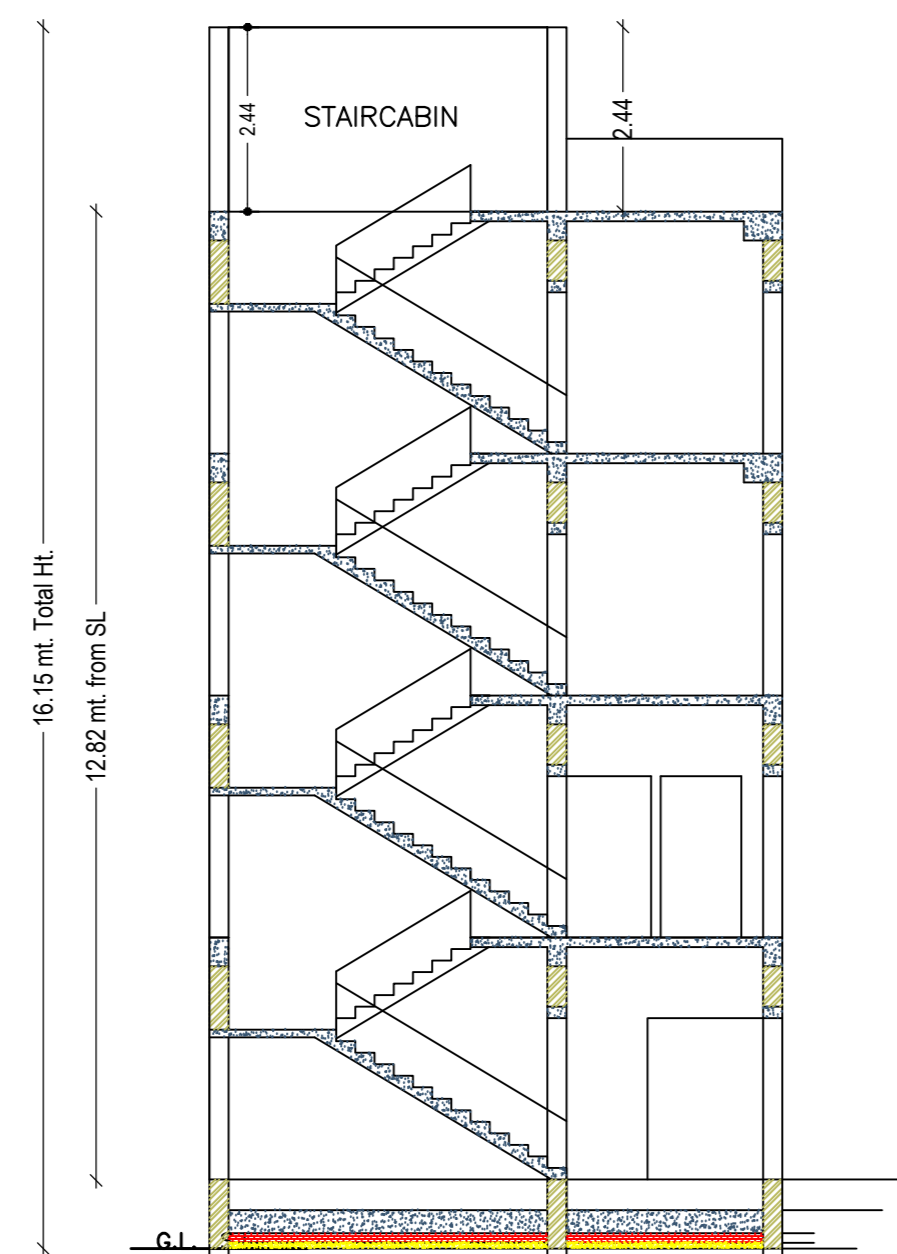 2.44
STAIRCABIN
2.44
16.15 mt. Total Ht.
12.82 mt. from SL
G.L.